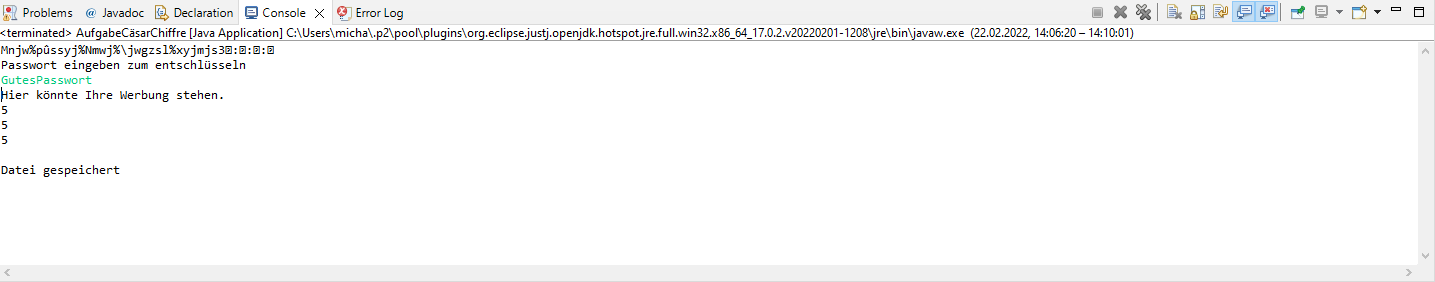 Problems @ Javadoc Declaration Console Error Log
<terminated> AufgabeCäsarChiffre [Java Application] C:\Users\micha\.p2\pool\plugins\org.eclipse.justj.openjdk.hotspot.jre.full.win32.x86_64_17.0.2.v20220201-1208\jre\bin\javaw.exe (22.02.2022, 14:06:20 – 14:10:01)
Mnjw%pûssyj%Nmwj%\jwgzsl%xyjmjs3:::
Passwort eingeben zum entschlüsseln
GutesPasswort
Hier könnte Ihre Werbung stehen.
5
5
5
Datei gespeichert